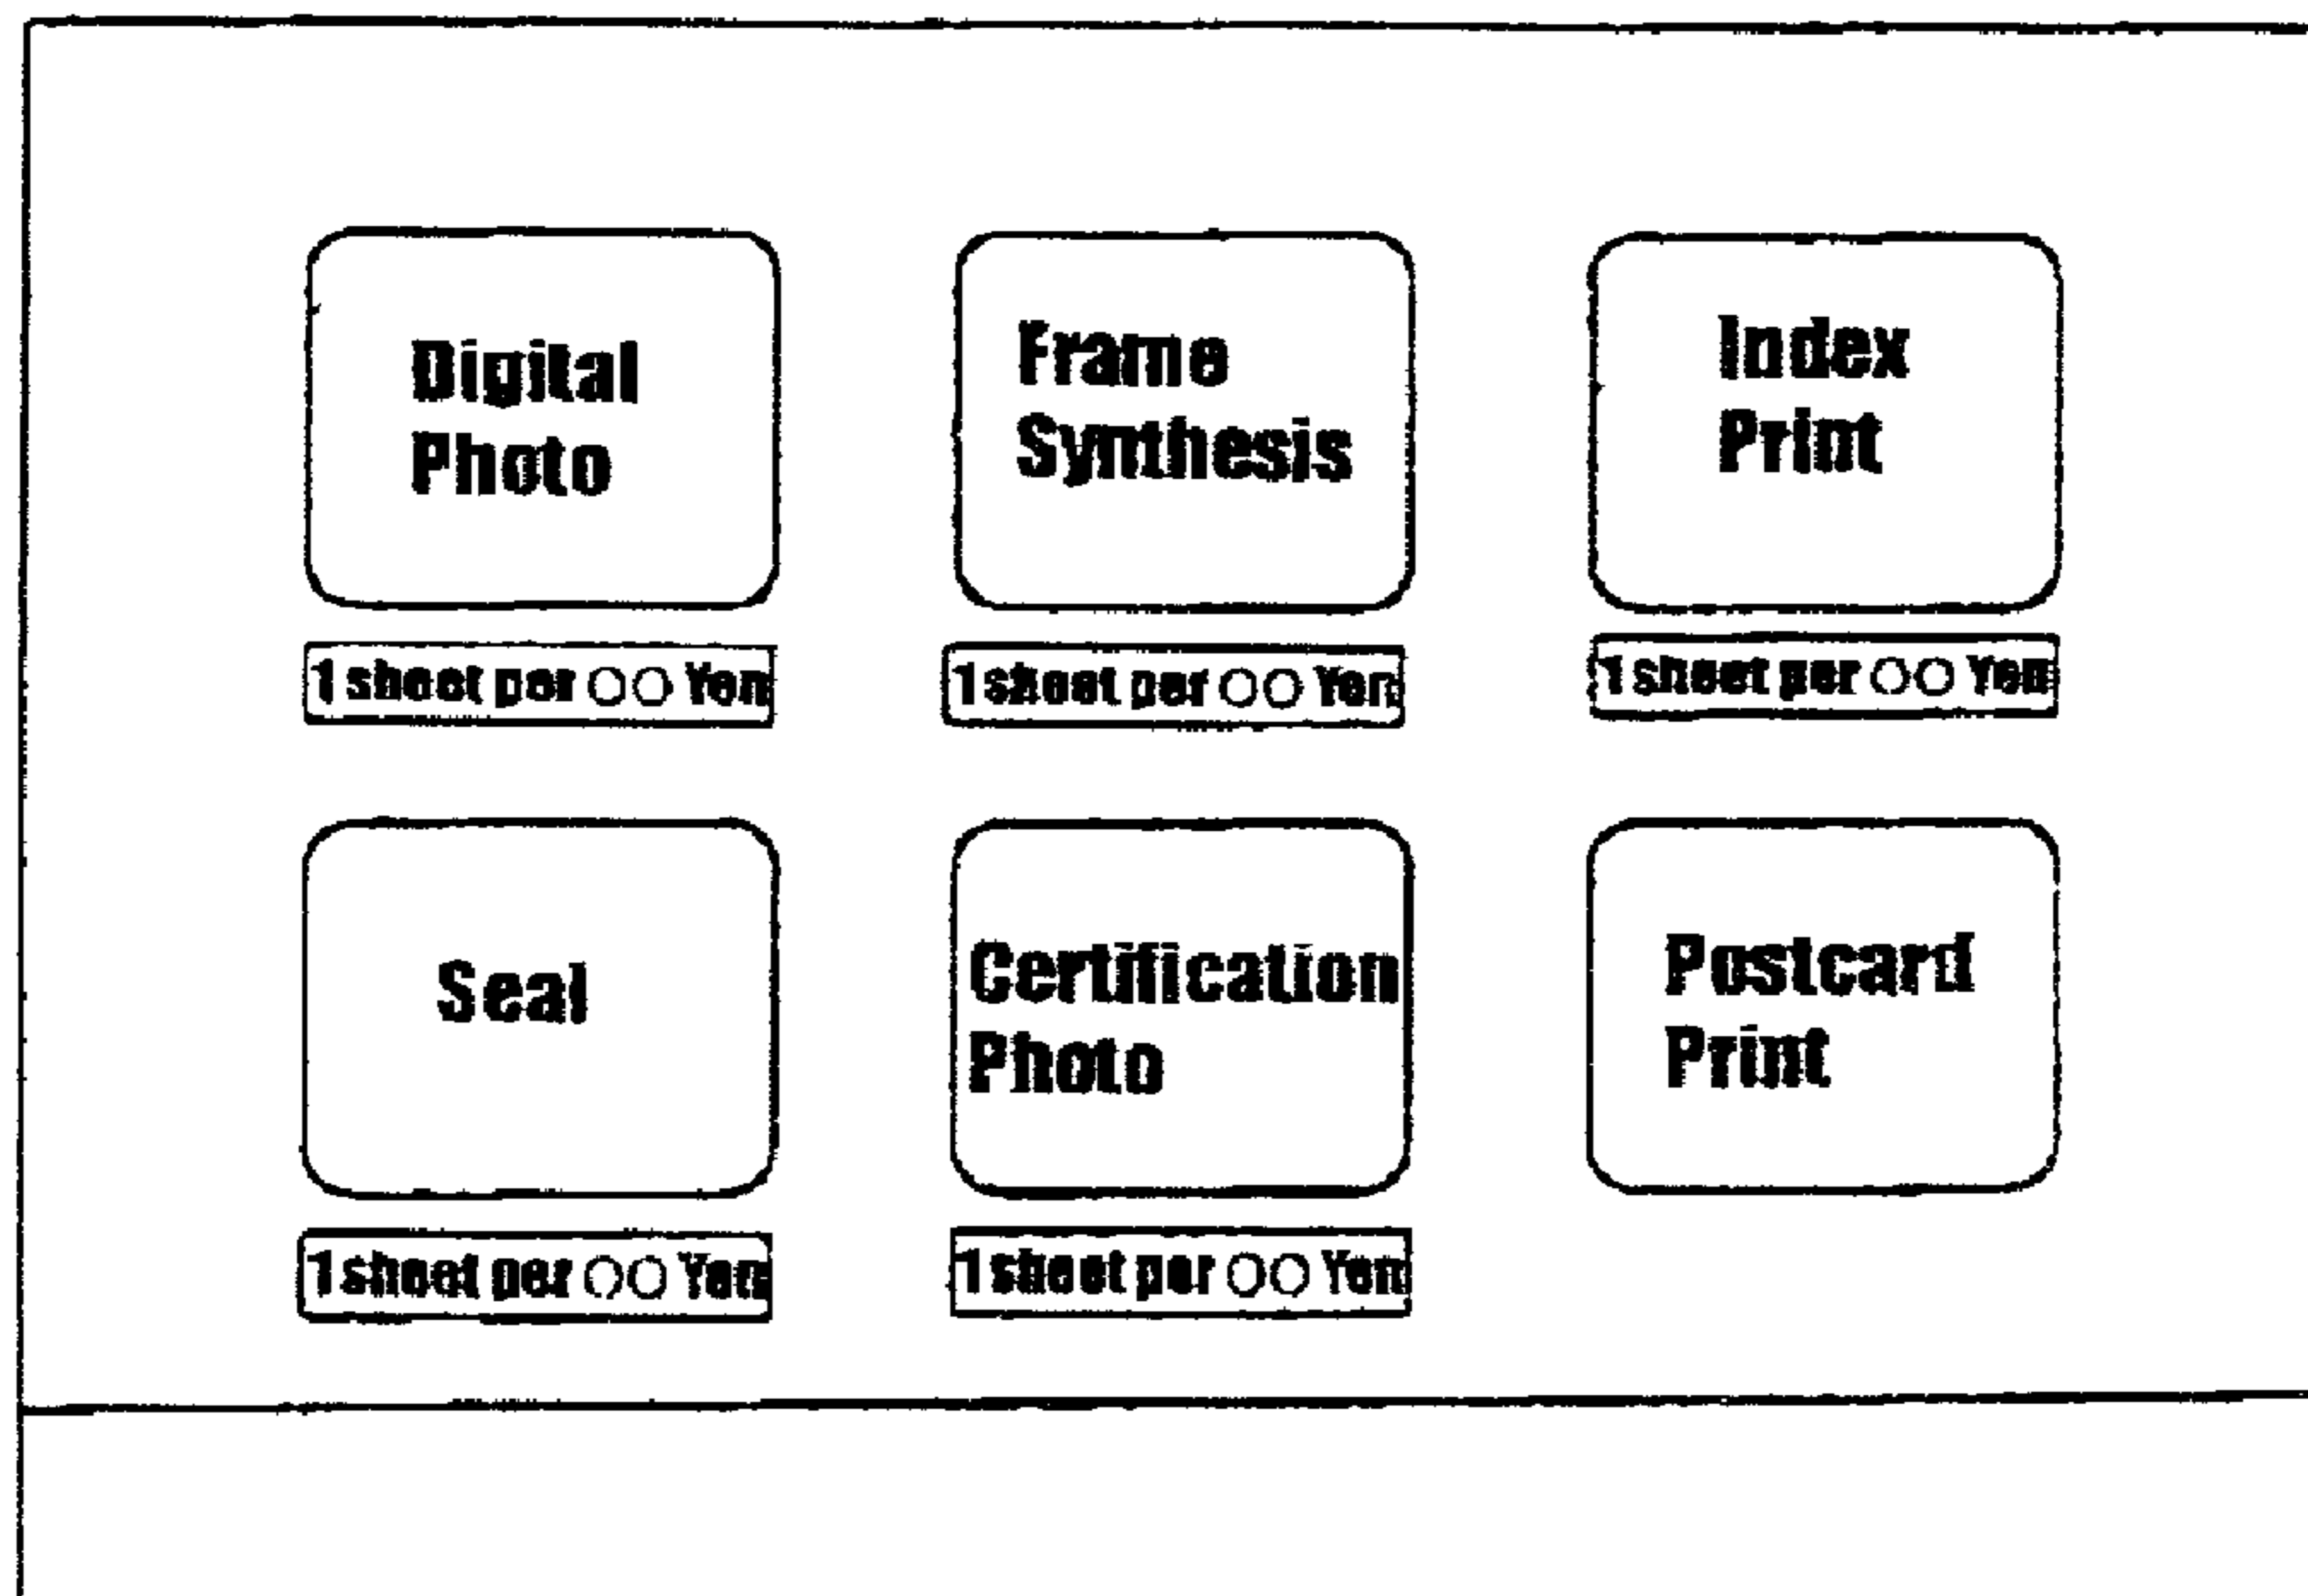 Digital
Photo
Frame
Synthesis
Index
Print
1 sheet per ○○ Yen
1 sheet per ○○ Yen
1 sheet per ○○ Yen
Seal
Certification
Photo
Postcard
Print
1 sheet per ○○ Yen
1 sheet per ○○ Yen